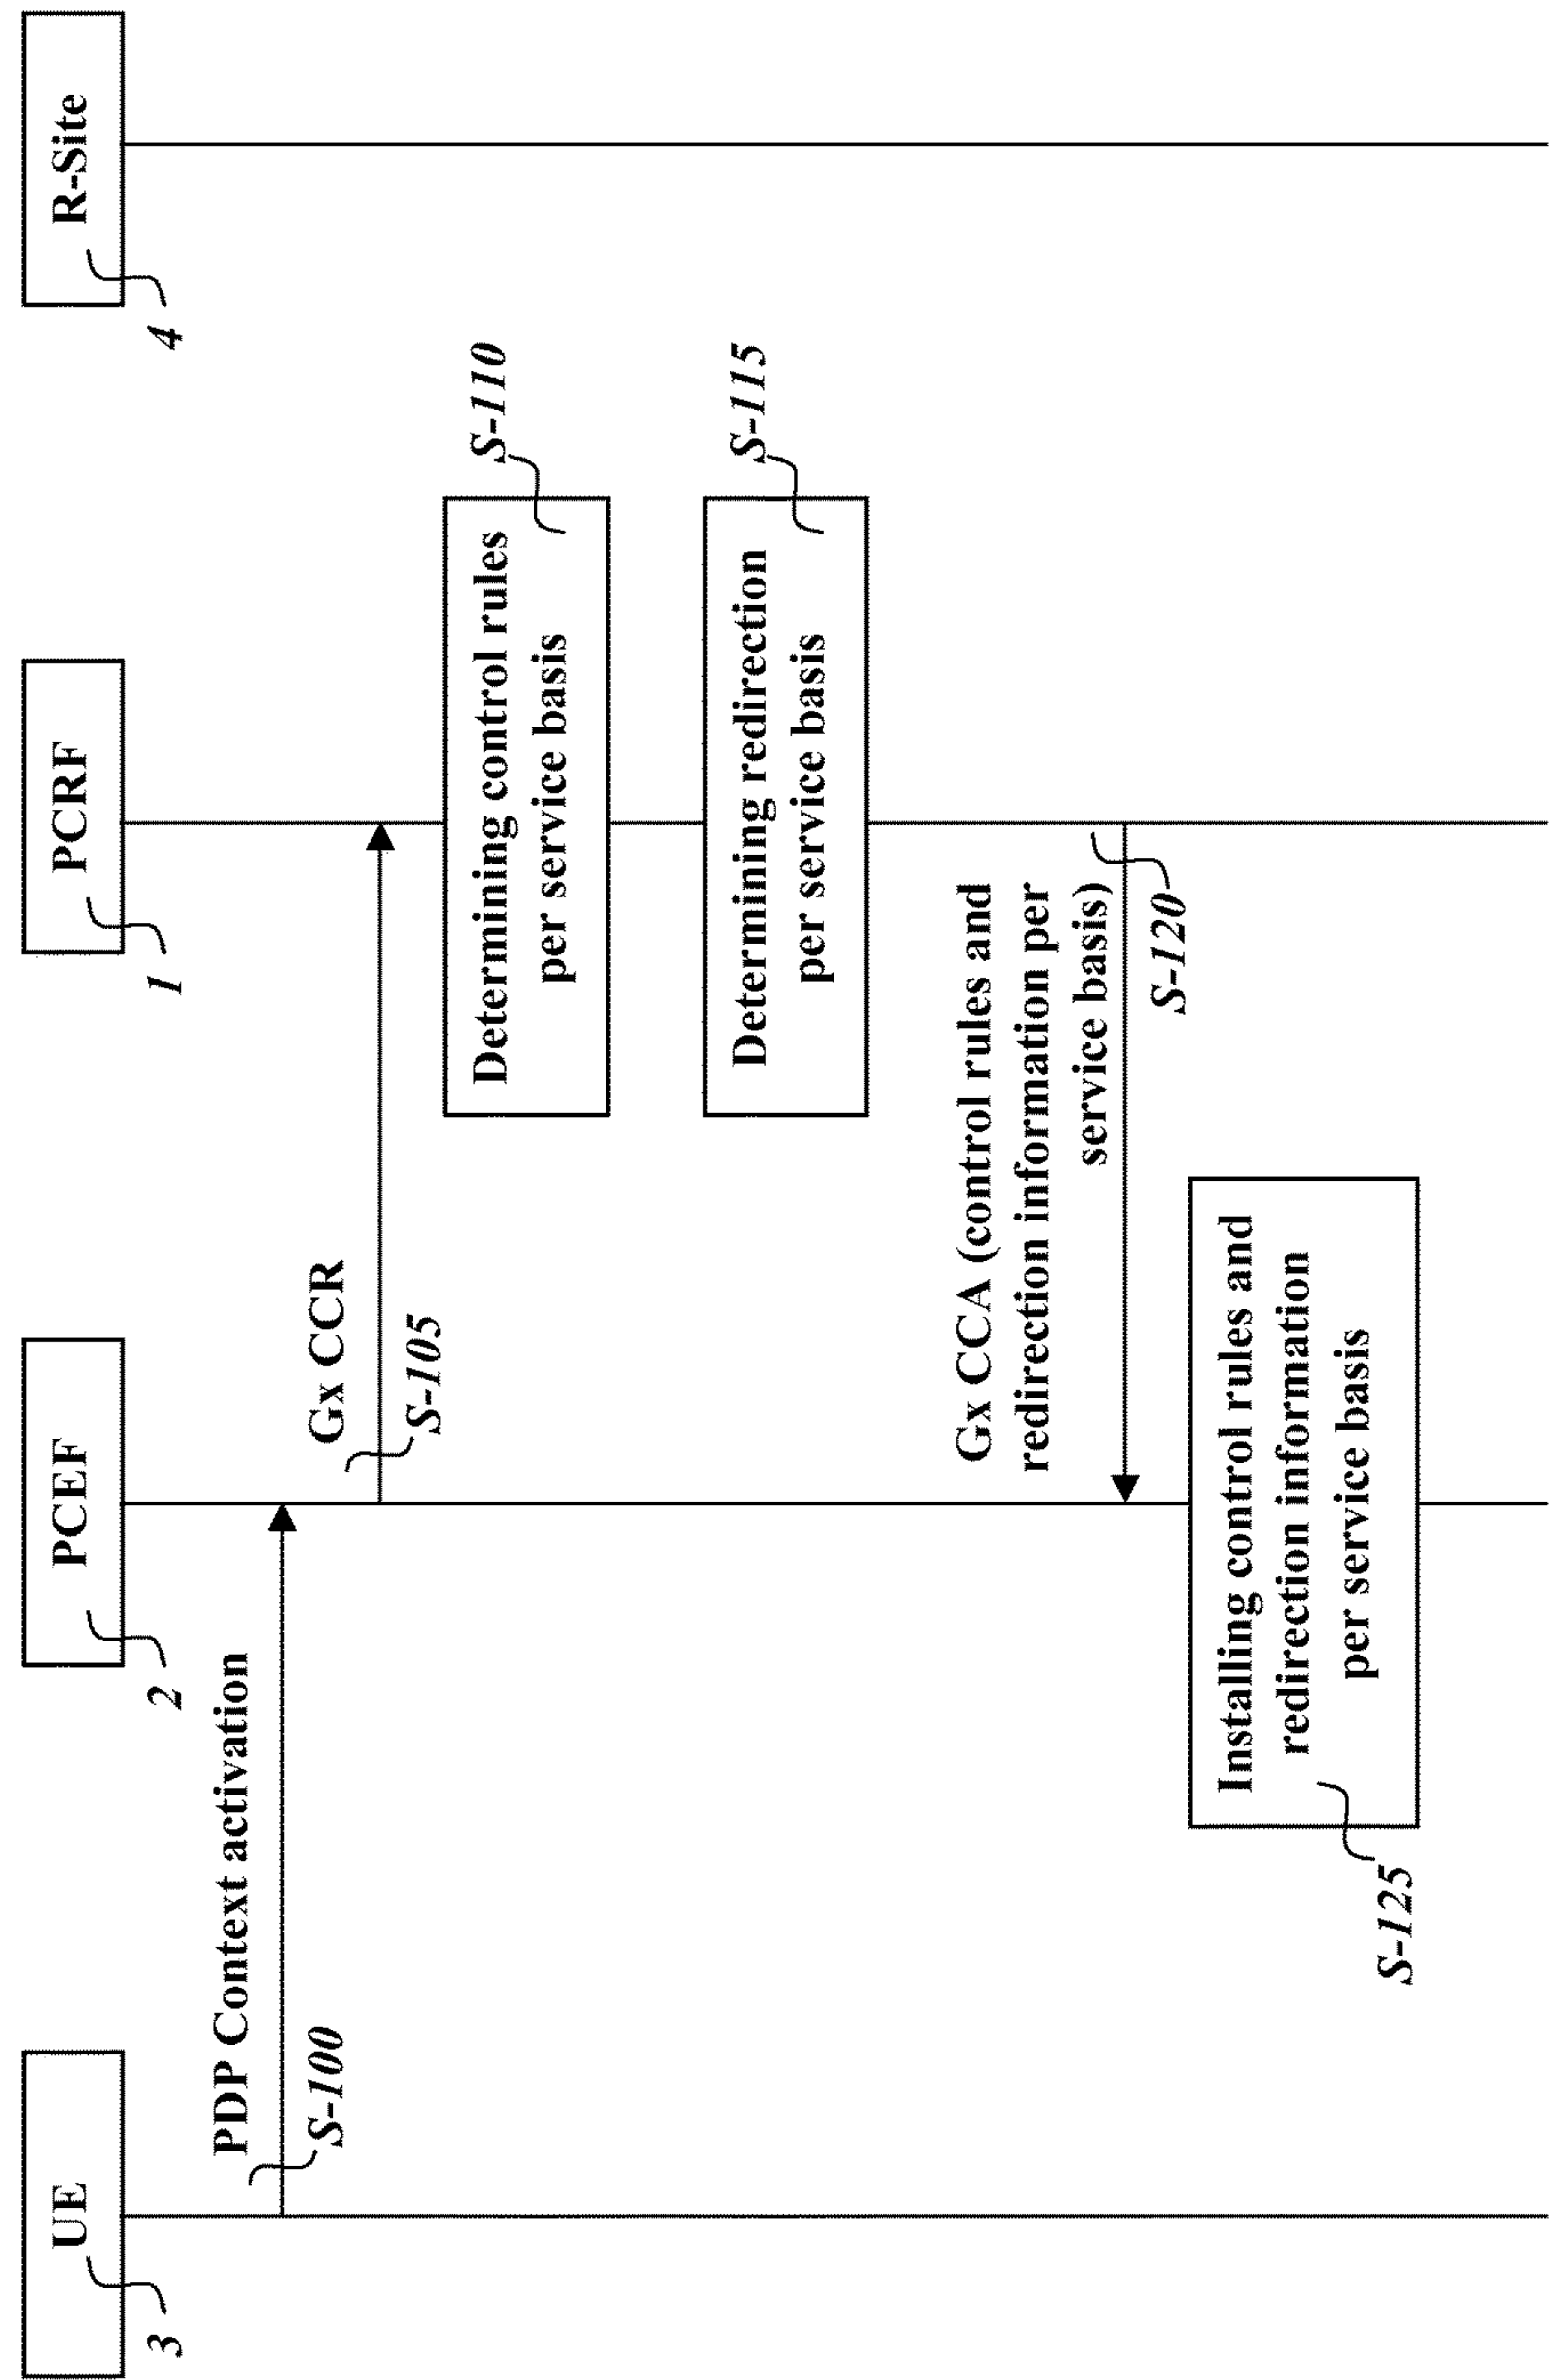 UE
PCEF
PCRF
R-Site
3
2
1
4
PDP Context activation
S-100
Gx CCR
S-105
Determining control rules
per service basis
S-110
Determining redirection
per service basis
S-115
Gx CCA (control rules and
redirection information per
service basis)
S-120
Installing control rules and
redirection information
per service basis
S-125